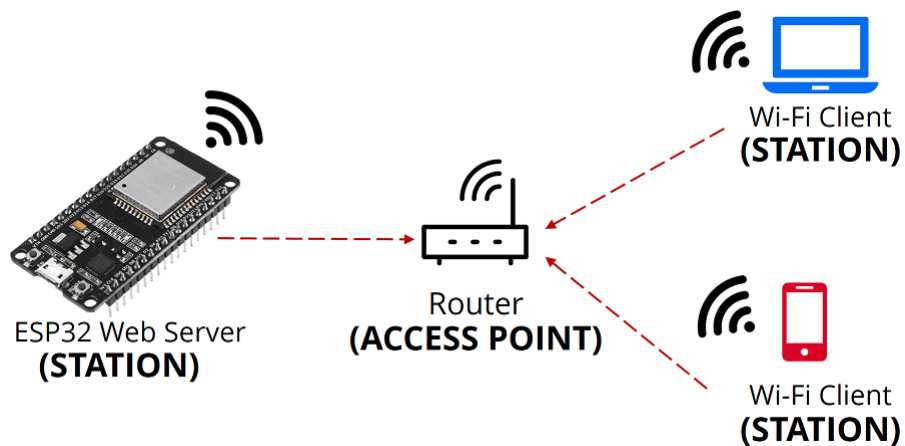 ESP32 Web Server
(STATION)
Router
(ACCESS POINT)
Wi-Fi Client
(STATION)
Wi-Fi Client
(STATION)